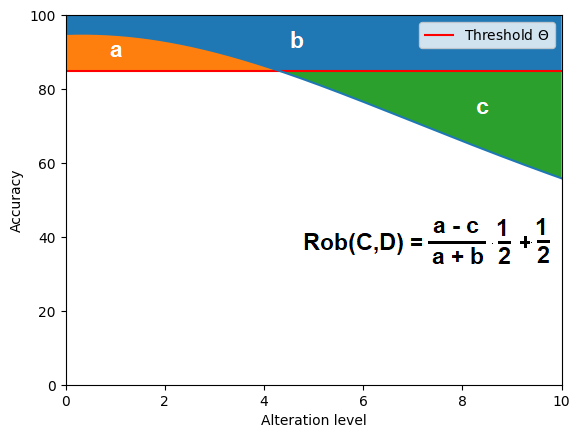 100
80
60
40
20
0
0 2 4 6 8 10
Accuracy
Alteration level
Threshold Θ
a
b
c
Rob(C,D) = a - c / a + b · 1/2 + 1/2